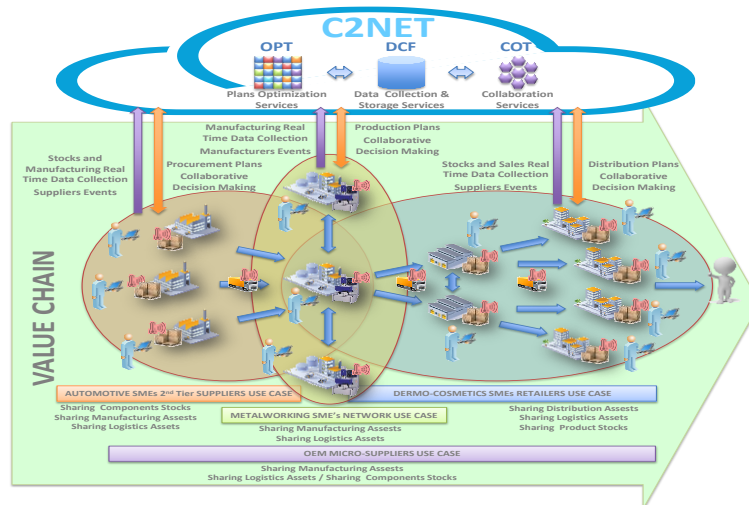 C2NET
OPT
DCF
COT
Plans Optimization
Services
Data Collection &
Storage Services
Collaboration
Services
Manufacturing Real
Time Data Collection
Manufacturers Events
Production Plans
Collaborative
Decision Making
Stocks and
Manufacturing Real
Time Data Collection
Suppliers Events
Procurement Plans
Collaborative
Decision Making
Stocks and Sales Real
Time Data Collection
Suppliers Events
Distribution Plans
Collaborative
Decision Making
VALUE CHAIN
AUTOMOTIVE SMEs 2nd Tier SUPPLIERS USE CASE
Sharing Components Stocks
Sharing Manufacturing Assests
Sharing Logistics Assets
METALWORKING SME's NETWORK USE CASE
Sharing Manufacturing Assests
Sharing Logistics Assets
DERMO-COSMETICS SMEs RETAILERS USE CASE
Sharing Distribution Assests
Sharing Logistics Assets
Sharing Product Stocks
OEM MICRO-SUPPLIERS USE CASE
Sharing Manufacturing Assests
Sharing Logistics Assets / Sharing Components Stocks